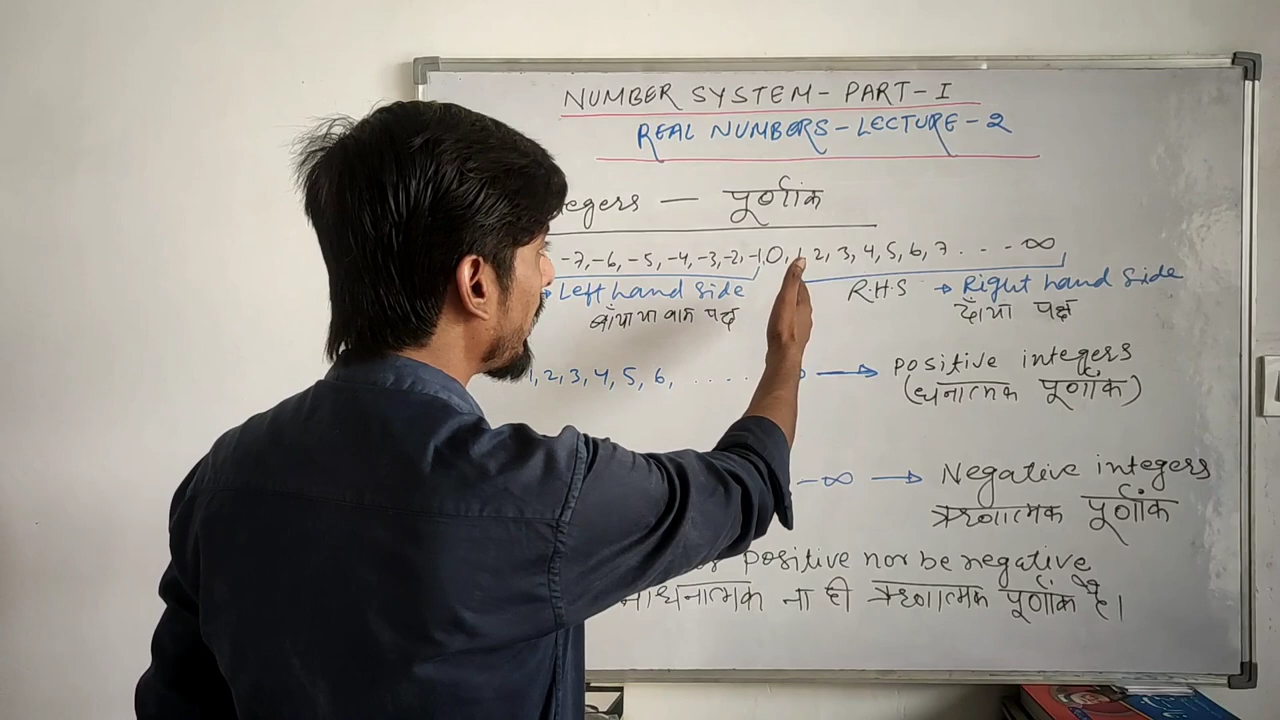 NUMBER SYSTEM - PART - I
REAL NUMBERS - LECTURE - 2
egers — पूर्णांक
-7, -6, -5, -4, -3, -2, -1, 0, 1, 2, 3, 4, 5, 6, 7 . . - - ∞
→ Left hand side R.H.S → Right hand side
बाँया या वाम पक्ष दाँया पक्ष
1, 2, 3, 4, 5, 6, . . . . → positive integers
(धनात्मक पूर्णांक)
-∞ → Negative integers
ऋणात्मक पूर्णांक
positive nor be negative
धनात्मक ना ही ऋणात्मक पूर्णांक है।